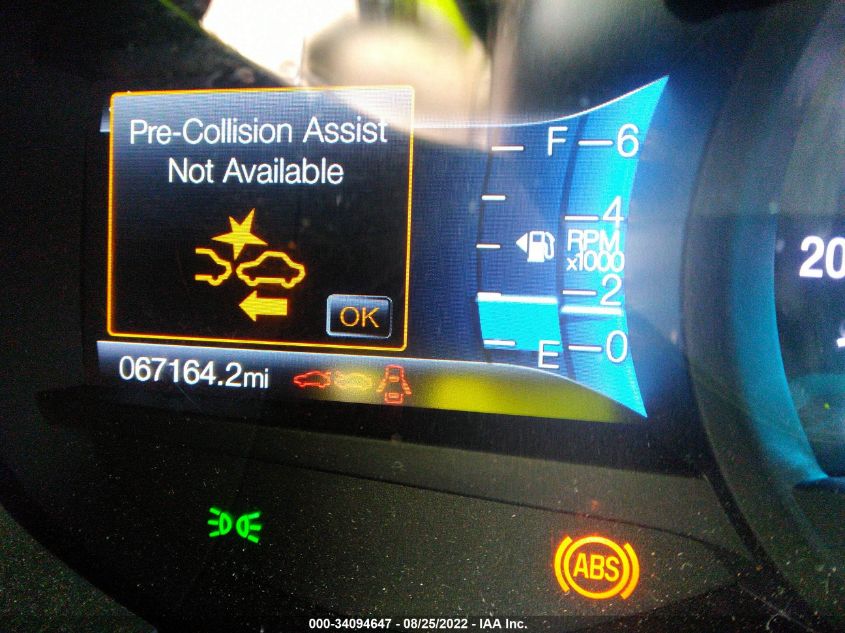 Pre-Collision Assist
Not Available
OK
F
6
4
RPM
x1000
2
E
0
20
067164.2mi
ABS
000-34094647 - 08/25/2022 - IAA Inc.